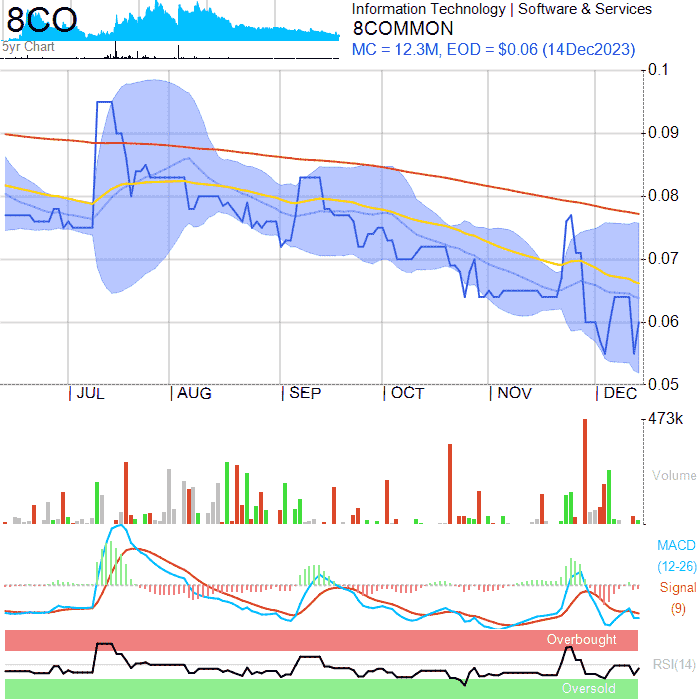 8CO
5yr Chart
Information Technology | Software & Services
8COMMON
MC = 12.3M, EOD = $0.06 (14Dec2023)
0.1
0.09
0.08
0.07
0.06
0.05
JUL AUG SEP OCT NOV DEC
473k
Volume
MACD
(12-26)
Signal
(9)
Overbought
RSI(14)
Oversold